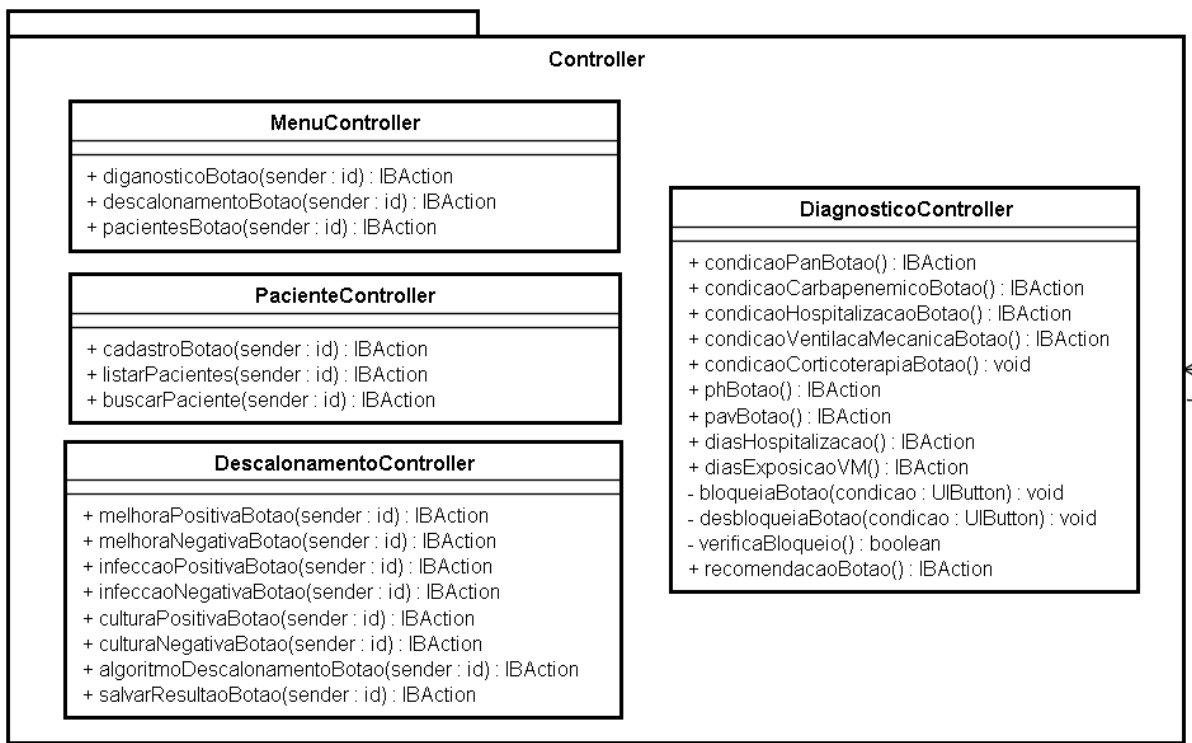 Controller
MenuController
+ diganosticoBotao(sender : id) : IBAction
+ descalonamentoBotao(sender : id) : IBAction
+ pacientesBotao(sender : id) : IBAction
PacienteController
+ cadastroBotao(sender : id) : IBAction
+ listarPacientes(sender : id) : IBAction
+ buscarPaciente(sender : id) : IBAction
DescalonamentoController
+ melhoraPositivaBotao(sender : id) : IBAction
+ melhoraNegativaBotao(sender : id) : IBAction
+ infeccaoPositivaBotao(sender : id) : IBAction
+ infeccaoNegativaBotao(sender : id) : IBAction
+ culturaPositivaBotao(sender : id) : IBAction
+ culturaNegativaBotao(sender : id) : IBAction
+ algoritmoDescalonamentoBotao(sender : id) : IBAction
+ salvarResultaoBotao(sender : id) : IBAction
DiagnosticoController
+ condicaoPanBotao() : IBAction
+ condicaoCarbapenemicoBotao() : IBAction
+ condicaoHospitalizacaoBotao() : IBAction
+ condicaoVentilacaMecanicaBotao() : IBAction
+ condicaoCorticoterapiaBotao() : void
+ phBotao() : IBAction
+ pavBotao() : IBAction
+ diasHospitalizacao() : IBAction
+ diasExposicaoVM() : IBAction
- bloqueiaBotao(condicao : UIButton) : void
- desbloqueiaBotao(condicao : UIButton) : void
- verificaBloqueio() : boolean
+ recomendacaoBotao() : IBAction